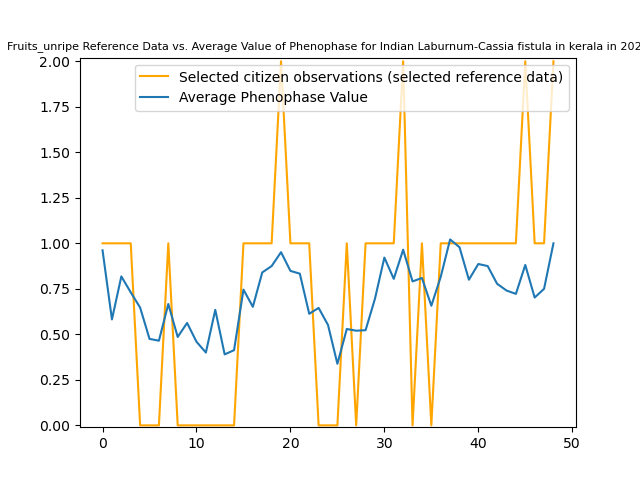 Fruits_unripe Reference Data vs. Average Value of Phenophase for Indian Laburnum-Cassia fistula in kerala in 202
2.00
Selected citizen observations (selected reference data)
Average Phenophase Value
1.75
1.50
1.25
1.00
0.75
0.50
0.25
0.00
0 10 20 30 40 50